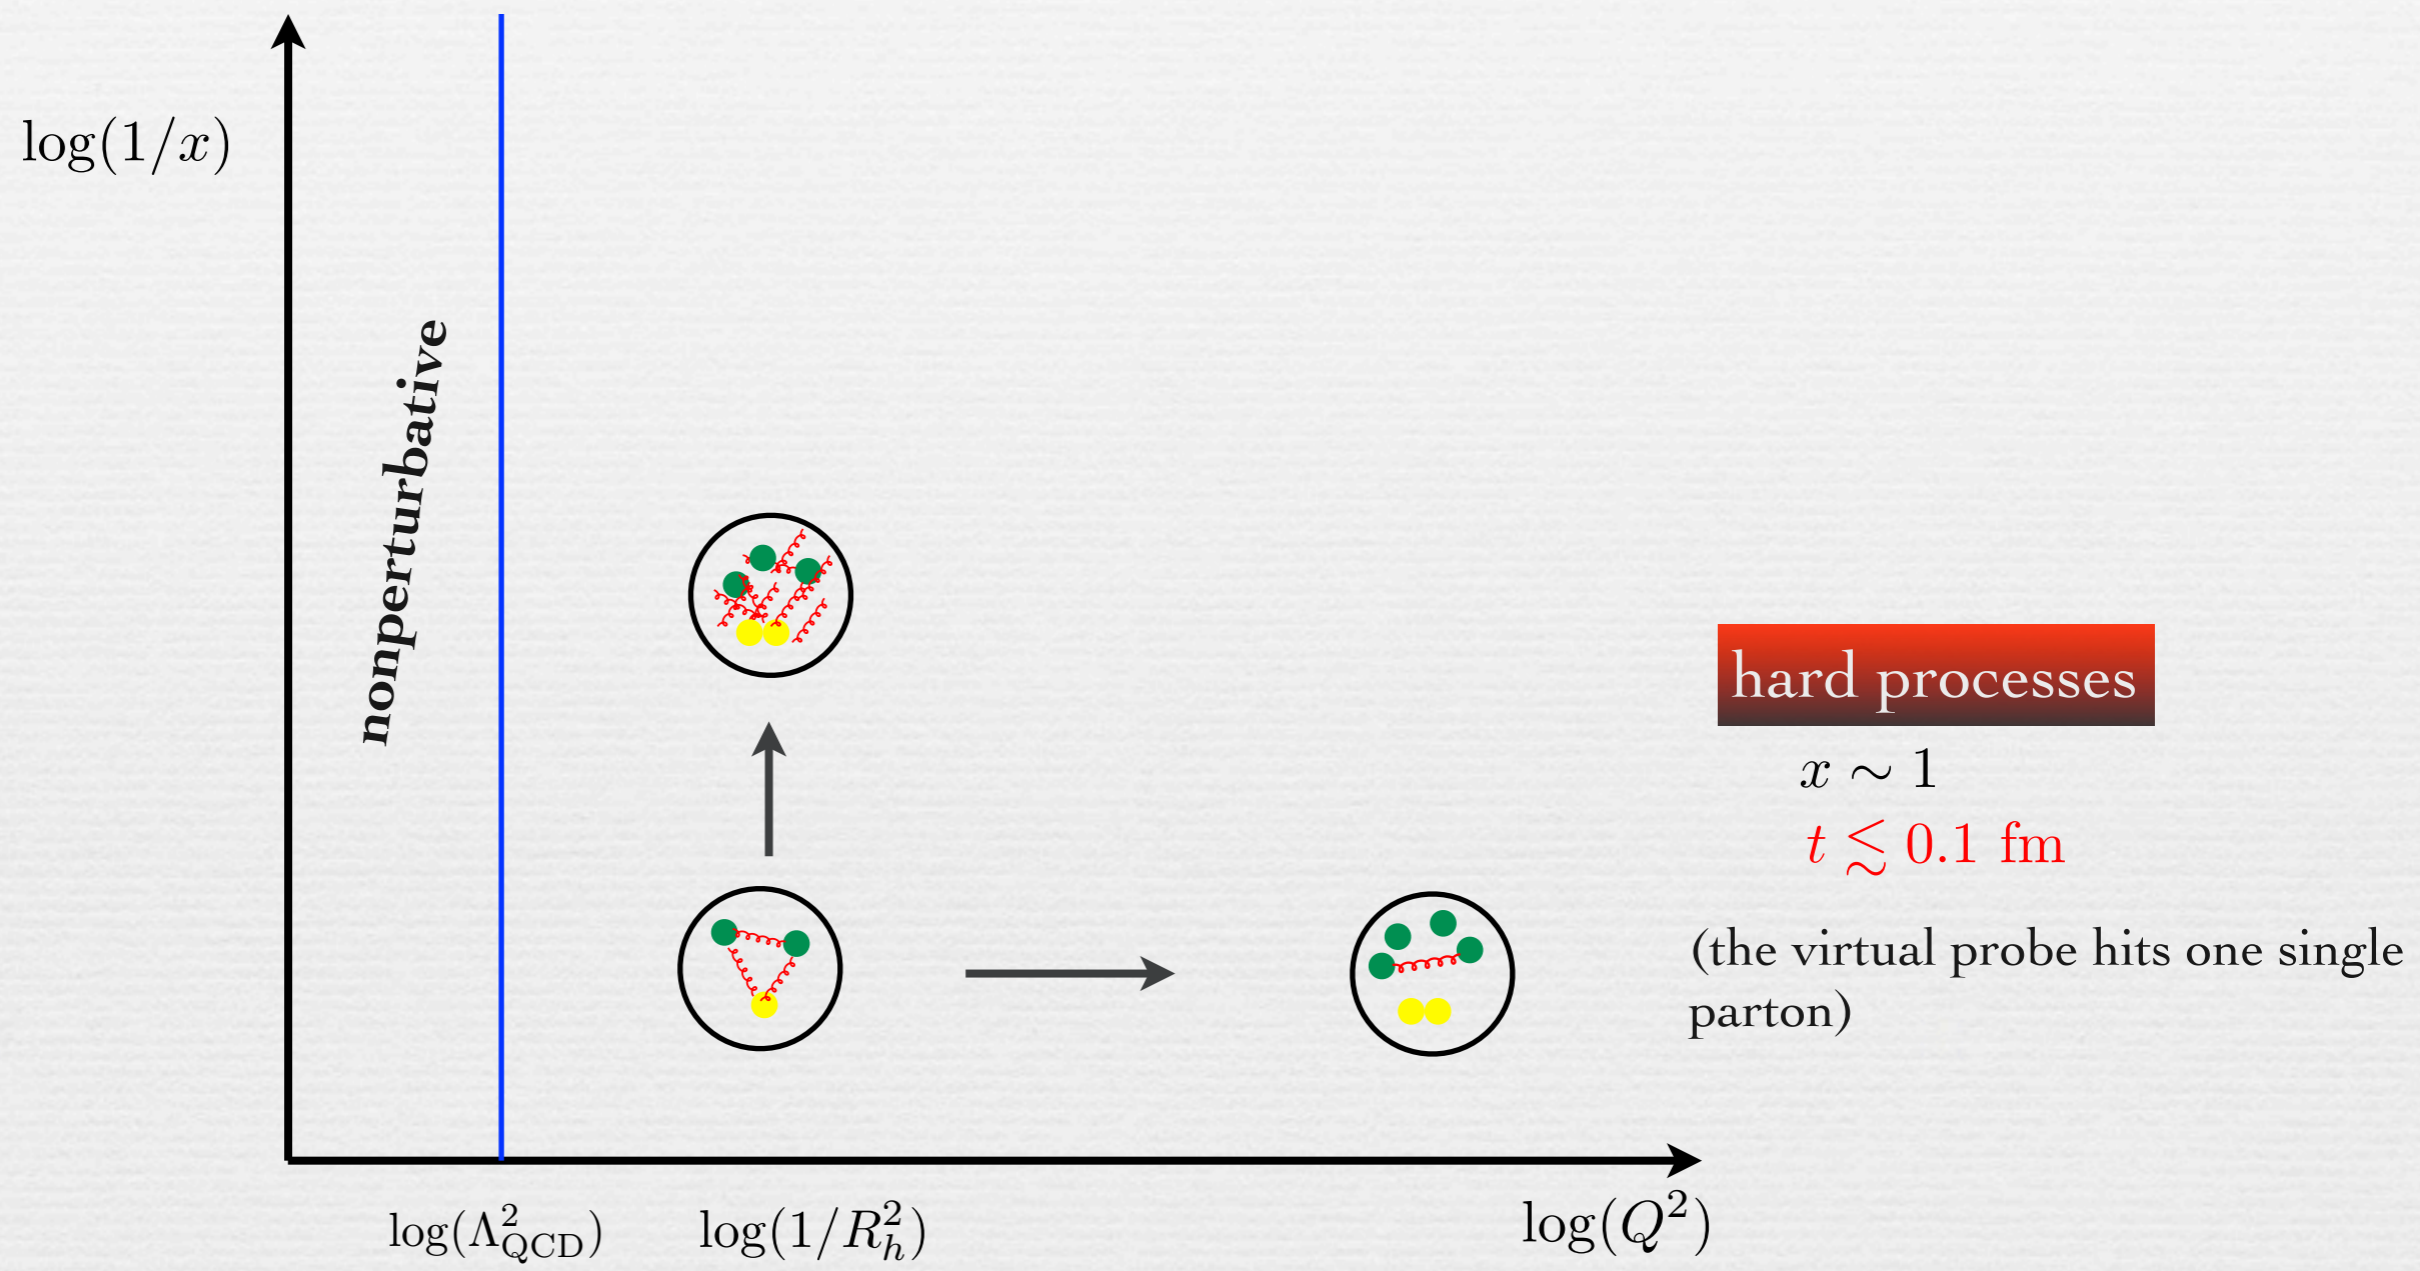 log(1/x)
nonperturbative
hard processes
x ∼ 1
t ≲ 0.1 fm
(the virtual probe hits one single
parton)
log(Λ²_QCD)
log(1/R²_h)
log(Q²)